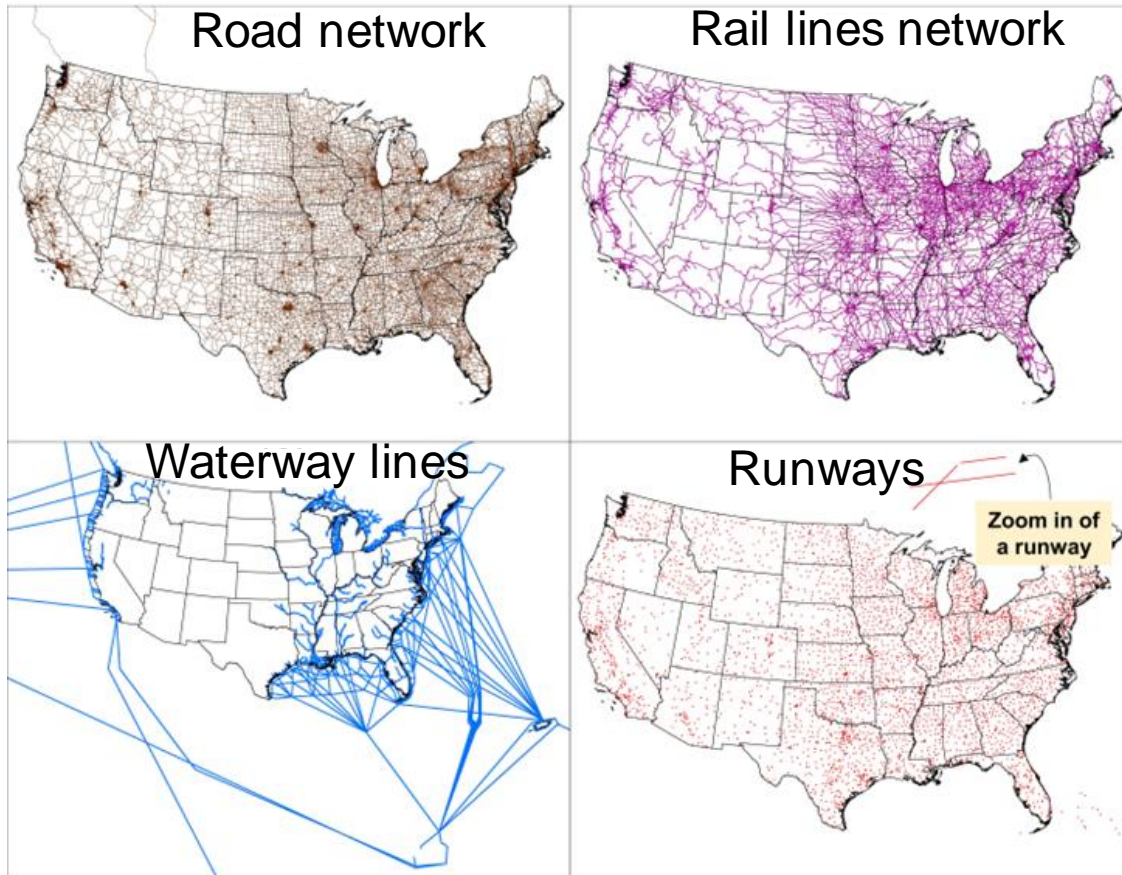 Road network
Rail lines network
Waterway lines
Runways
Zoom in of
a runway